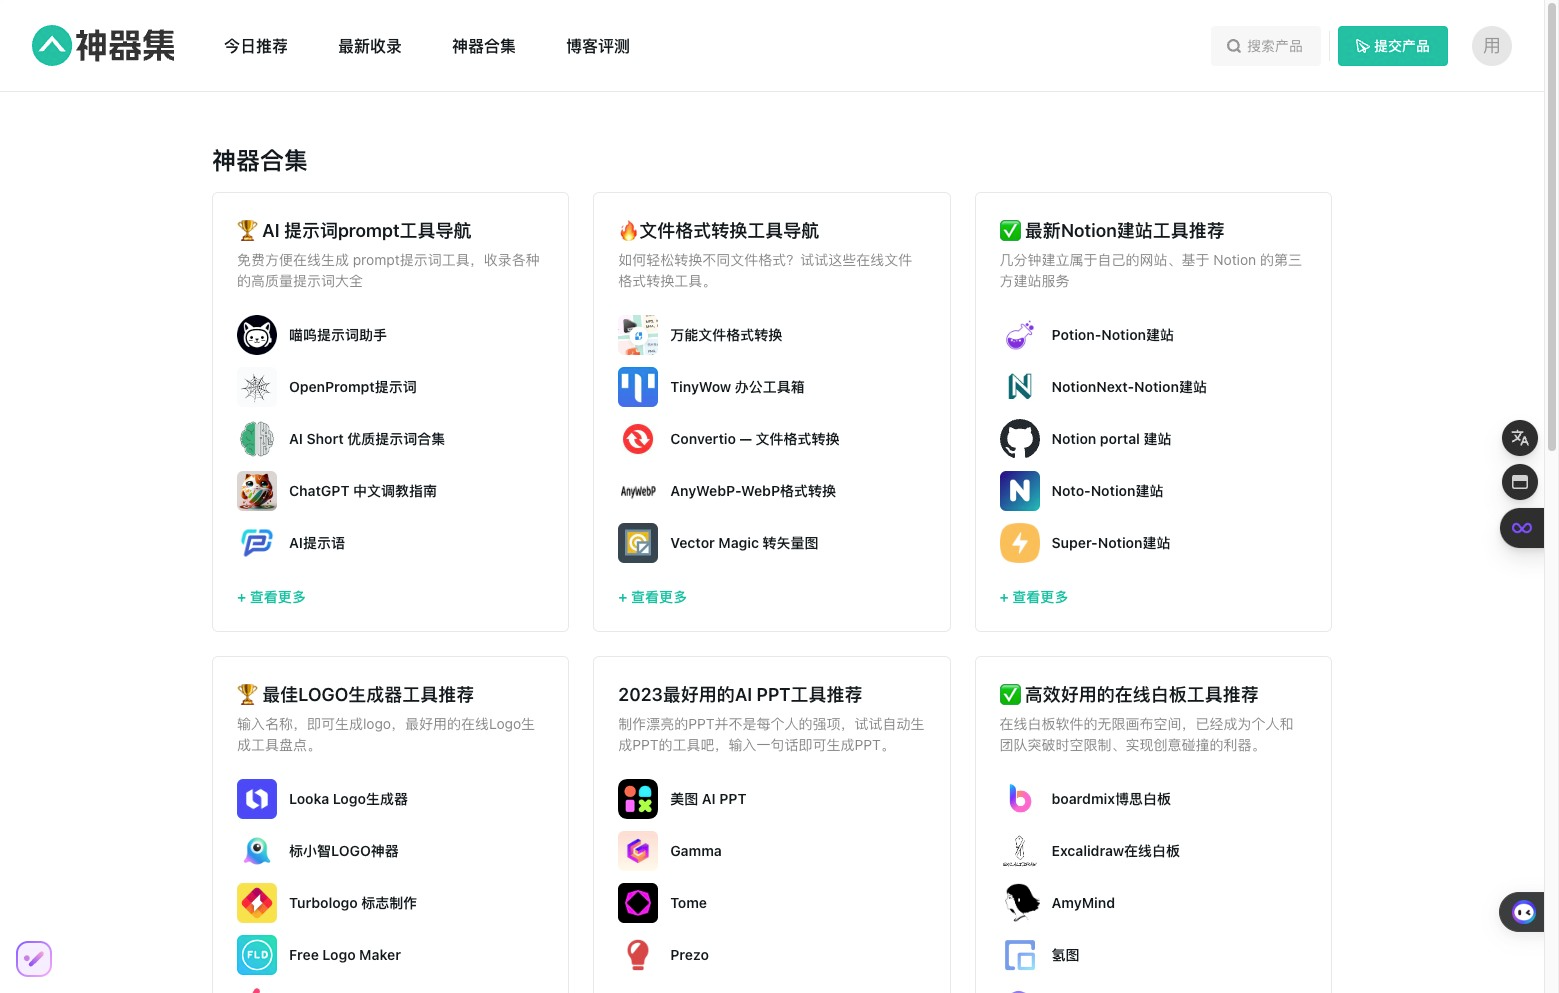 神器集
今日推荐
最新收录
神器合集
博客评测
搜索产品
提交产品
用
神器合集
🏆 AI 提示词prompt工具导航
免费方便在线生成 prompt提示词工具，收录各种
的高质量提示词大全
喵呜提示词助手
OpenPrompt提示词
AI Short 优质提示词合集
ChatGPT 中文调教指南
AI提示语
+ 查看更多
🔥文件格式转换工具导航
如何轻松转换不同文件格式？试试这些在线文件
格式转换工具。
万能文件格式转换
TinyWow 办公工具箱
Convertio — 文件格式转换
AnyWebP
AnyWebP-WebP格式转换
Vector Magic 转矢量图
+ 查看更多
✅ 最新Notion建站工具推荐
几分钟建立属于自己的网站、基于 Notion 的第三
方建站服务
Potion-Notion建站
NotionNext-Notion建站
Notion portal 建站
Noto-Notion建站
Super-Notion建站
+ 查看更多
🏆 最佳LOGO生成器工具推荐
输入名称，即可生成logo，最好用的在线Logo生
成工具盘点。
Looka Logo生成器
标小智LOGO神器
Turbologo 标志制作
FLD
Free Logo Maker
2023最好用的AI PPT工具推荐
制作漂亮的PPT并不是每个人的强项，试试自动生
成PPT的工具吧，输入一句话即可生成PPT。
美图 AI PPT
Gamma
Tome
Prezo
✅ 高效好用的在线白板工具推荐
在线白板软件的无限画布空间，已经成为个人和
团队突破时空限制、实现创意碰撞的利器。
boardmix博思白板
EXCALIDRAW
Excalidraw在线白板
AmyMind
氢图